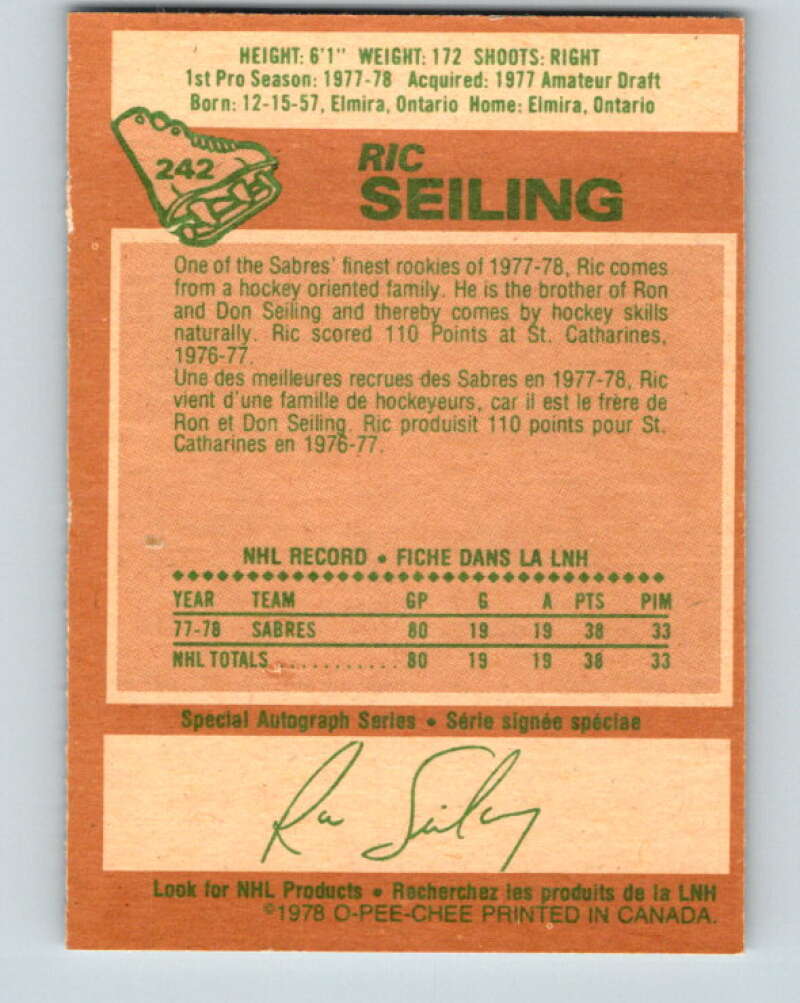 HEIGHT: 6'1" WEIGHT: 172 SHOOTS: RIGHT
1st Pro Season: 1977-78 Acquired: 1977 Amateur Draft
Born: 12-15-57, Elmira, Ontario Home: Elmira, Ontario
242
RIC
SEILING
One of the Sabres' finest rookies of 1977-78, Ric comes
from a hockey oriented family. He is the brother of Ron
and Don Seiling and thereby comes by hockey skills
naturally. Ric scored 110 Points at St. Catharines,
1976-77.
Une des meilleures recrues des Sabres en 1977-78, Ric
vient d'une famille de hockeyeurs, car il est le frère de
Ron et Don Seiling. Ric produisit 110 points pour St.
Catharines en 1976-77.
NHL RECORD • FICHE DANS LA LNH
YEAR TEAM GP G A PTS PIM
77-78 SABRES 80 19 19 38 33
NHL TOTALS............ 80 19 19 38 33
Special Autograph Series • Série signée spéciae
Ric Seiling
Look for NHL Products • Recherchez les produits de la LNH
©1978 O-PEE-CHEE PRINTED IN CANADA.